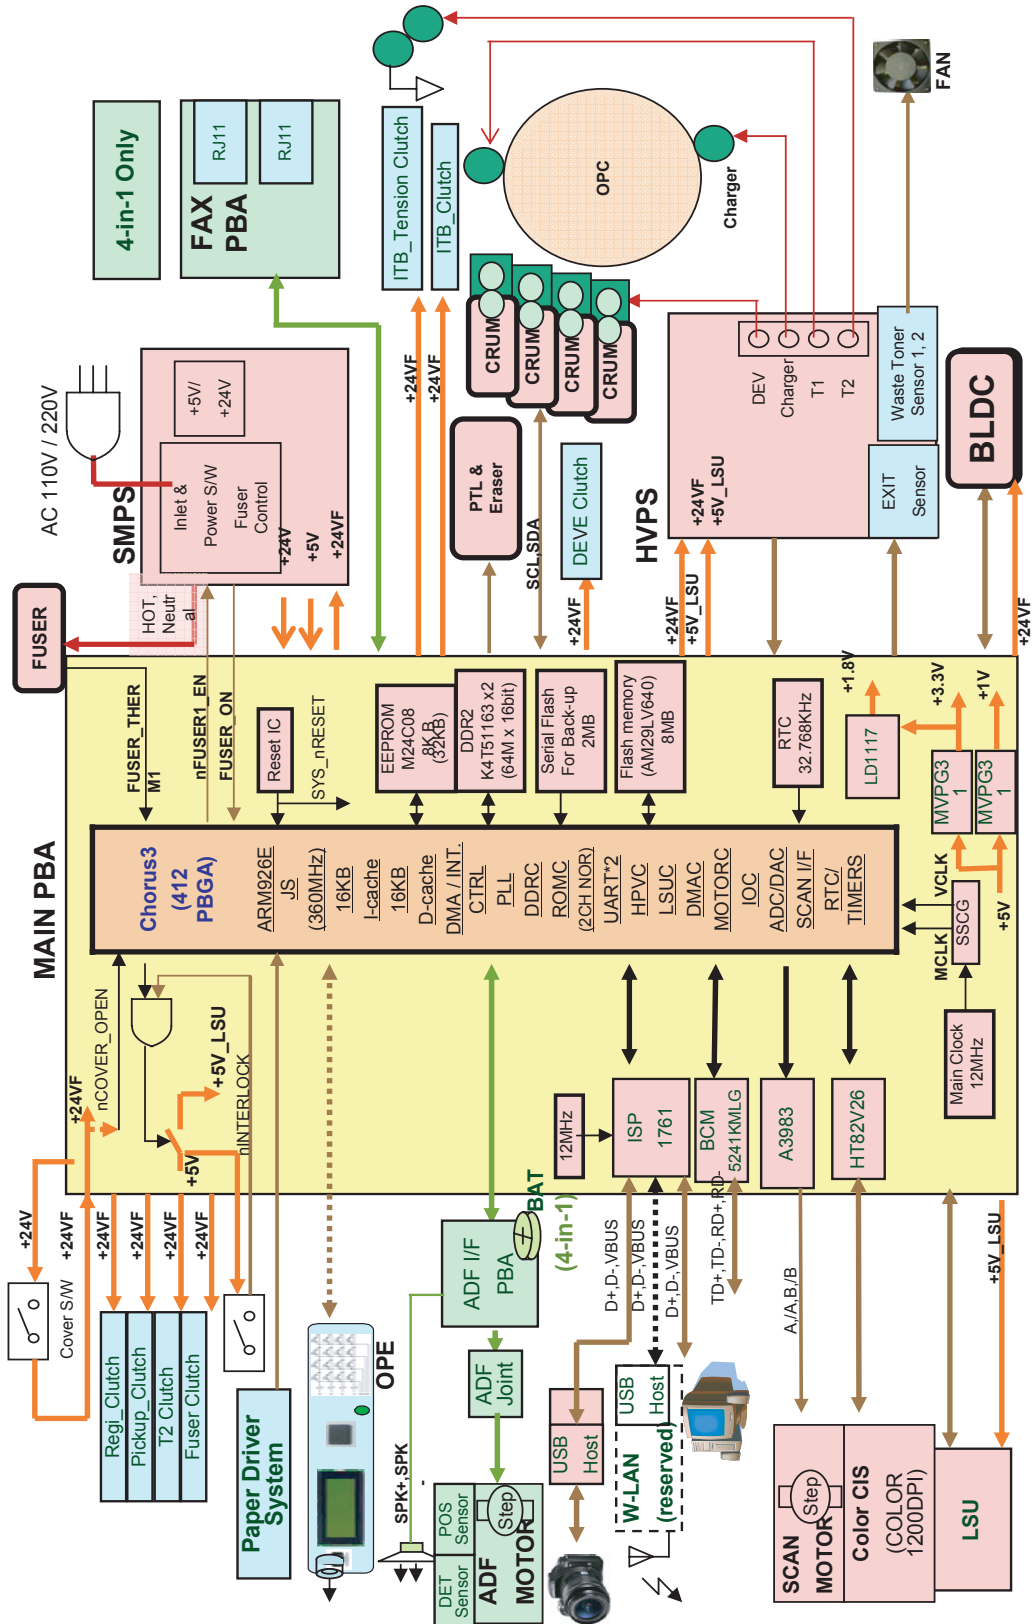 4-in-1 Only
FAX
PBA
RJ11
RJ11
AC 110V / 220V
SMPS
+5V/
+24V
Inlet &
Power S/W
Fuser
Control
+24V
+5V
+24VF
FUSER
HOT,
Neutr
al
ITB_Tension Clutch
ITB_Clutch
+24VF
+24VF
OPC
Charger
FAN
CRUM
CRUM
CRUM
CRUM
PTL &
Eraser
SCL,SDA
DEVE Clutch
+24VF
HVPS
+24VF
+5V_LSU
DEV
Charger
T1
T2
+24VF
+5V_LSU
EXIT
Sensor
Waste Toner
Sensor 1, 2
BLDC
+24VF
MAIN PBA
FUSER_THER
M1
nFUSER1_EN
FUSER_ON
Reset IC
SYS_nRESET
EEPROM
M24C08
8K B
(32KB)
DDR2
K4T51163 x2
(64M x 16bit)
Serial Flash
For Back-up
2MB
Flash memory
(AM29LV640)
8MB
RTC
32.768KHz
LD1117
+1.8V
+3.3V
+1V
MVPG3
1
MVPG3
1
+5V
Chorus3
(412
PBGA)
ARM926E
JS
(360MHz)
16KB
I-cache
16KB
D-cache
DMA / INT.
CTRL
PLL
DDRC
ROMC
(2CH NOR)
UART*2
HPVC
LSUC
DMAC
MOTORC
IOC
ADC/DAC
SCAN I/F
RTC/
TIMERS
VCLK
MCLK
SSCG
Main Clock
12MHz
+24VF
nCOVER_OPEN
+5V_LSU
+5V
nINTERLOCK
12MHz
ISP
1761
BCM
5241KMLG
A3983
HT82V26
+24V
Cover S/W
+24VF
+24VF
+24VF
+24VF
+24VF
Regi_Clutch
Pickup_Clutch
T2 Clutch
Fuser Clutch
Paper Driver
System
OPE
ADF I/F
PBA
BAT
(4-in-1)
ADF
Joint
SPK+,SPK
DET
Sensor
POS
Sensor
ADF
MOTOR
Step
D+,D-,VBUS
D+,D-,VBUS
D+,D-,VBUS
TD+,TD-,RD+,RD-
A,/A,B,/B
USB
Host
USB
Host
W-LAN
(reserved)
SCAN
MOTOR
Step
Color CIS
(COLOR
1200DPI)
LSU
+5V_LSU